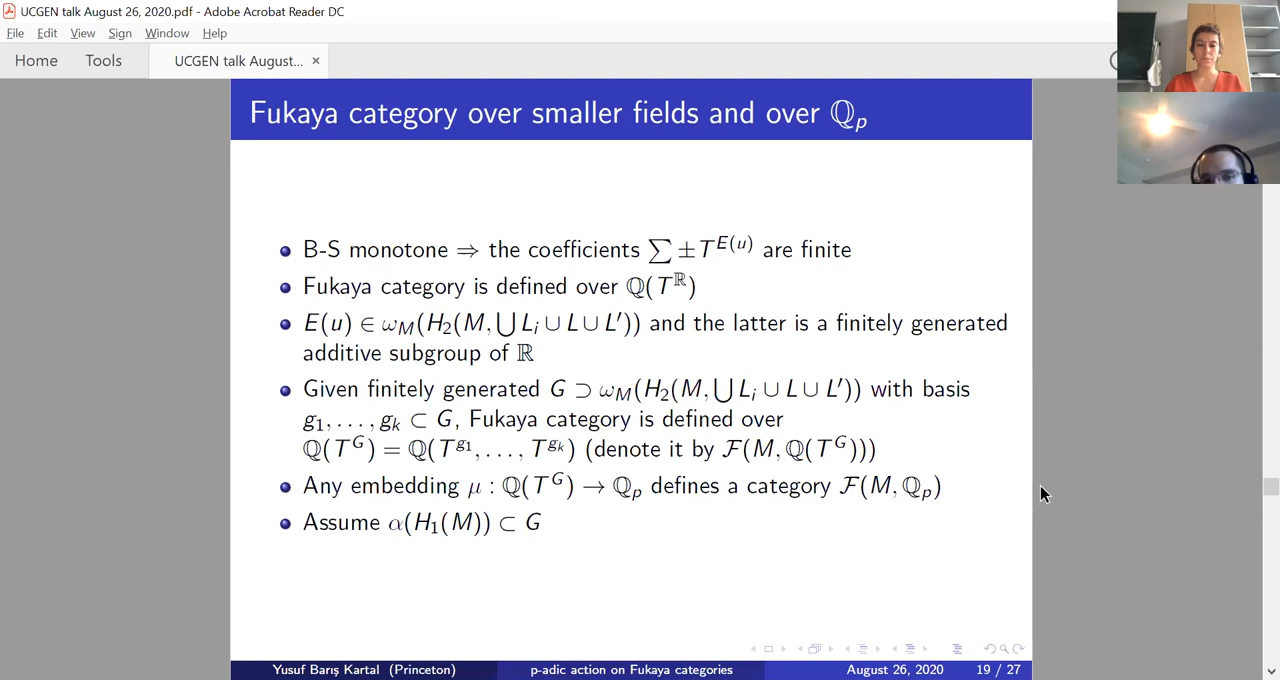 UCGEN talk August 26, 2020.pdf - Adobe Acrobat Reader DC
File Edit View Sign Window Help
Home Tools UCGEN talk August... ×
Fukaya category over smaller fields and over ℚ_p
B-S monotone ⇒ the coefficients ∑ ±T^{E(u)} are finite
Fukaya category is defined over ℚ(T^ℝ)
E(u) ∈ ω_M(H_2(M, ⋃ L_i ∪ L ∪ L′)) and the latter is a finitely generated
additive subgroup of ℝ
Given finitely generated G ⊃ ω_M(H_2(M, ⋃ L_i ∪ L ∪ L′)) with basis
g_1, . . . , g_k ⊂ G, Fukaya category is defined over
ℚ(T^G) = ℚ(T^{g_1}, . . . , T^{g_k}) (denote it by ℱ(M, ℚ(T^G)))
Any embedding μ : ℚ(T^G) → ℚ_p defines a category ℱ(M, ℚ_p)
Assume α(H_1(M)) ⊂ G
Yusuf Barış Kartal (Princeton) p-adic action on Fukaya categories August 26, 2020 19 / 27